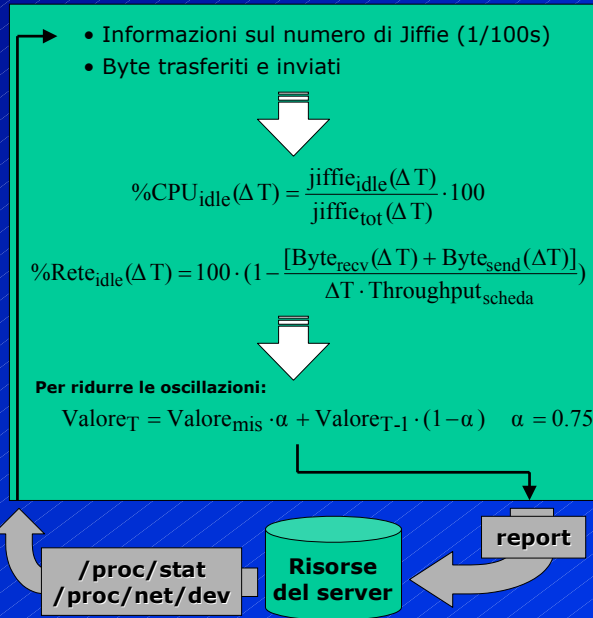 • Informazioni sul numero di Jiffie (1/100s)
• Byte trasferiti e inviati
%CPU_idle(ΔT) = jiffie_idle(ΔT) / jiffie_tot(ΔT) · 100
%Rete_idle(ΔT) = 100 · (1 − [Byte_recv(ΔT) + Byte_send(ΔT)] / ΔT · Throughput_scheda)
Per ridurre le oscillazioni:
Valore_T = Valore_mis · α + Valore_T-1 · (1−α) α = 0.75
report
/proc/stat
/proc/net/dev
Risorse
del server